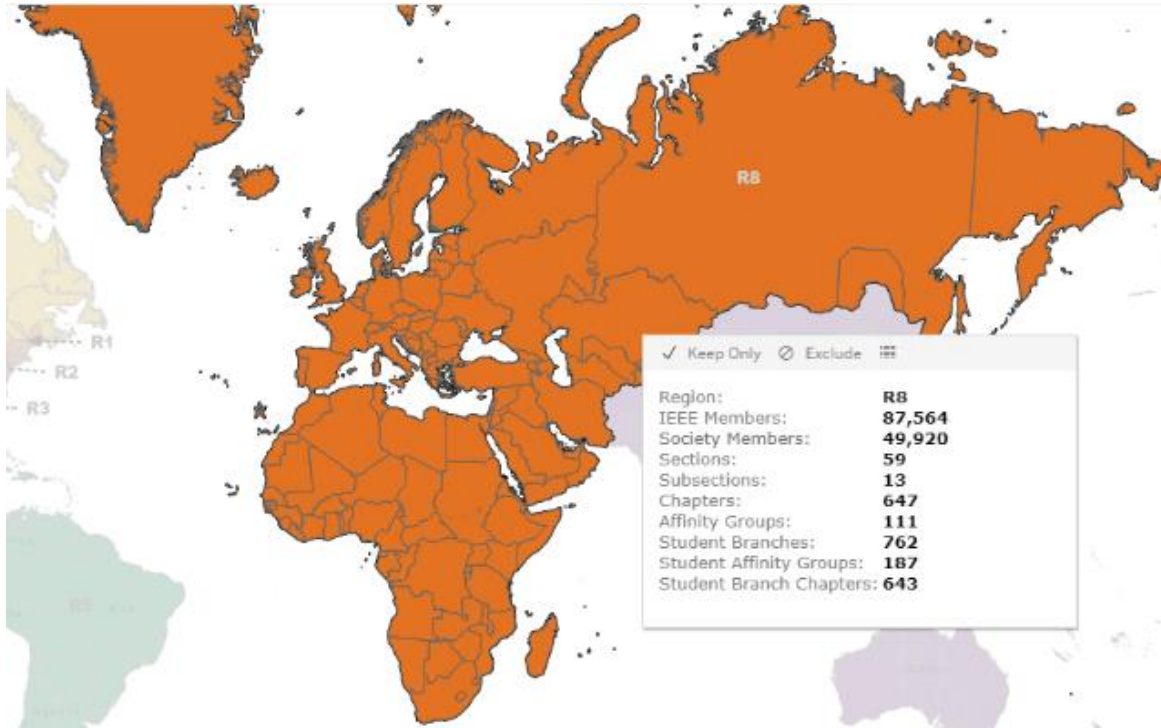 R8
R1
R2
R3
R9
✓ Keep Only ⊘ Exclude
Region: R8
IEEE Members: 87,564
Society Members: 49,920
Sections: 59
Subsections: 13
Chapters: 647
Affinity Groups: 111
Student Branches: 762
Student Affinity Groups: 187
Student Branch Chapters: 643